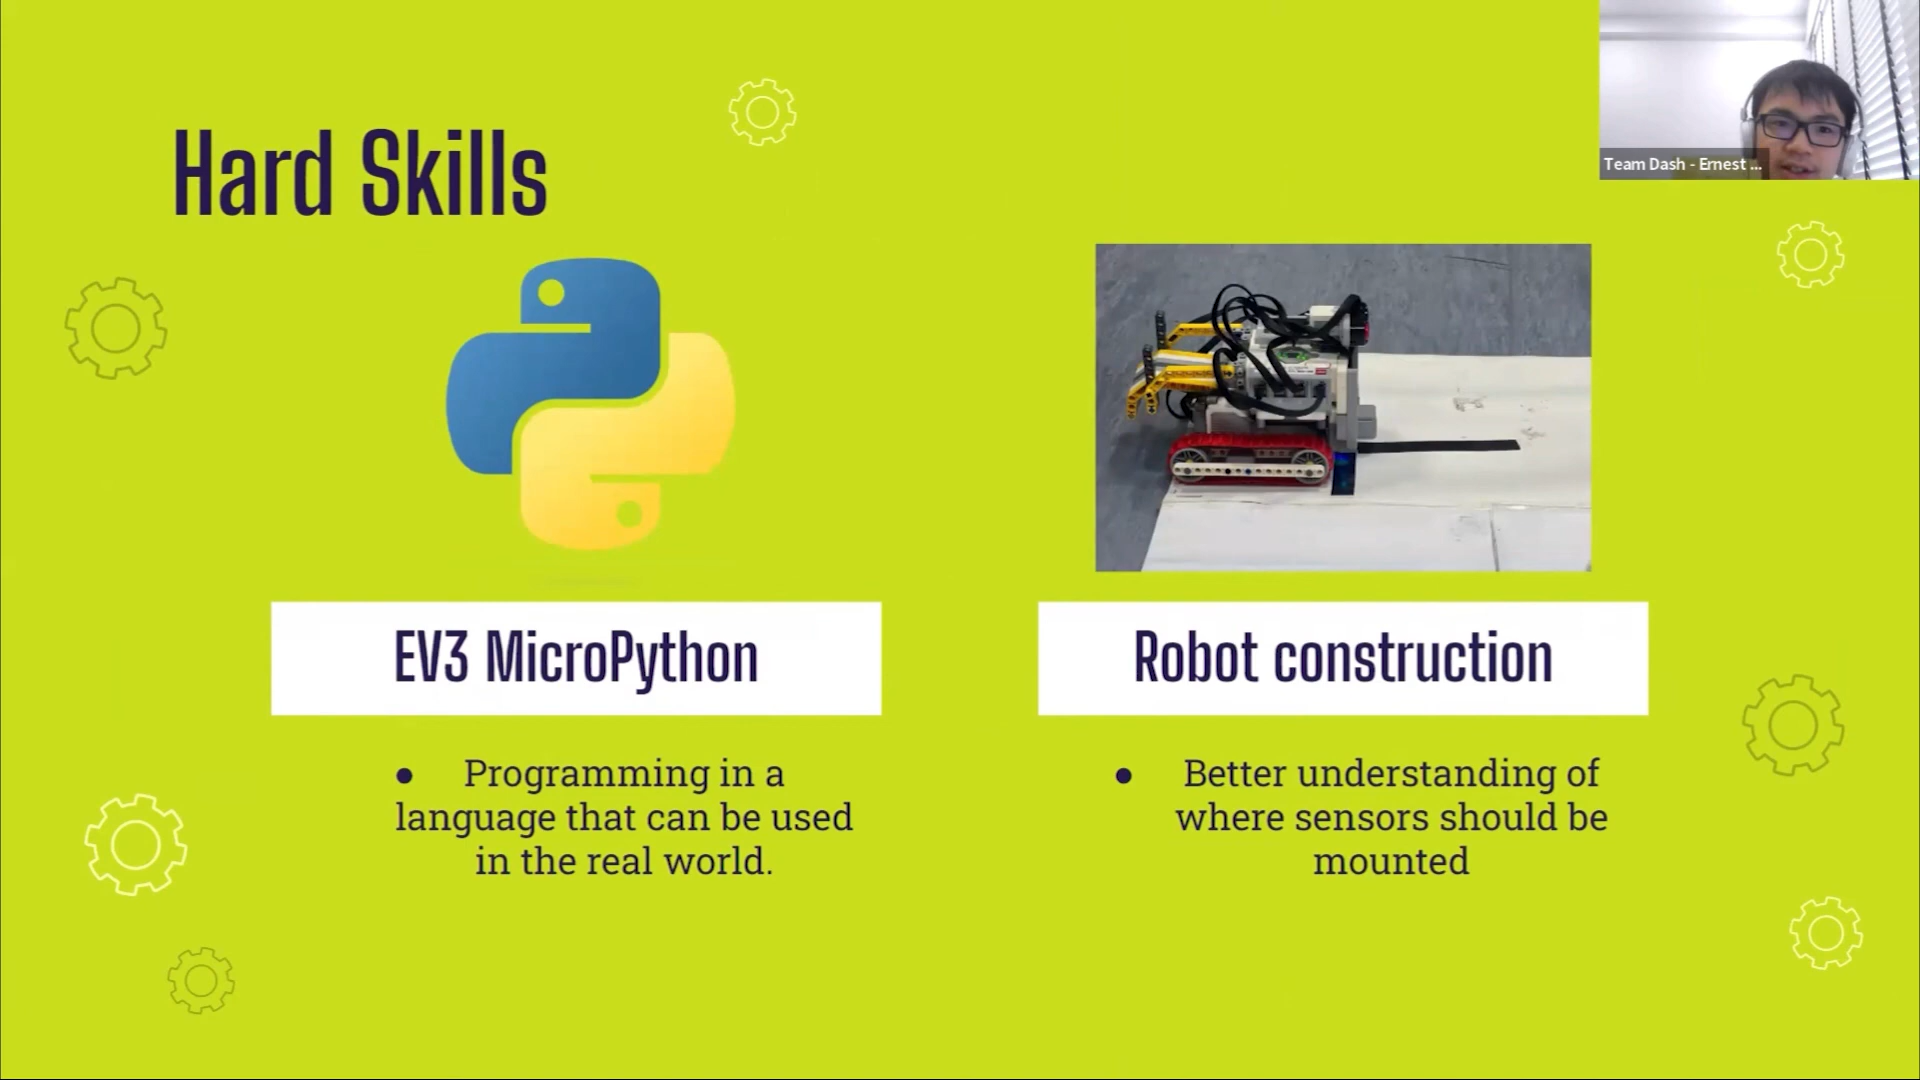 Hard Skills
Team Dash - Ernest ...
EV3 MicroPython
● Programming in a
language that can be used
in the real world.
Robot construction
● Better understanding of
where sensors should be
mounted